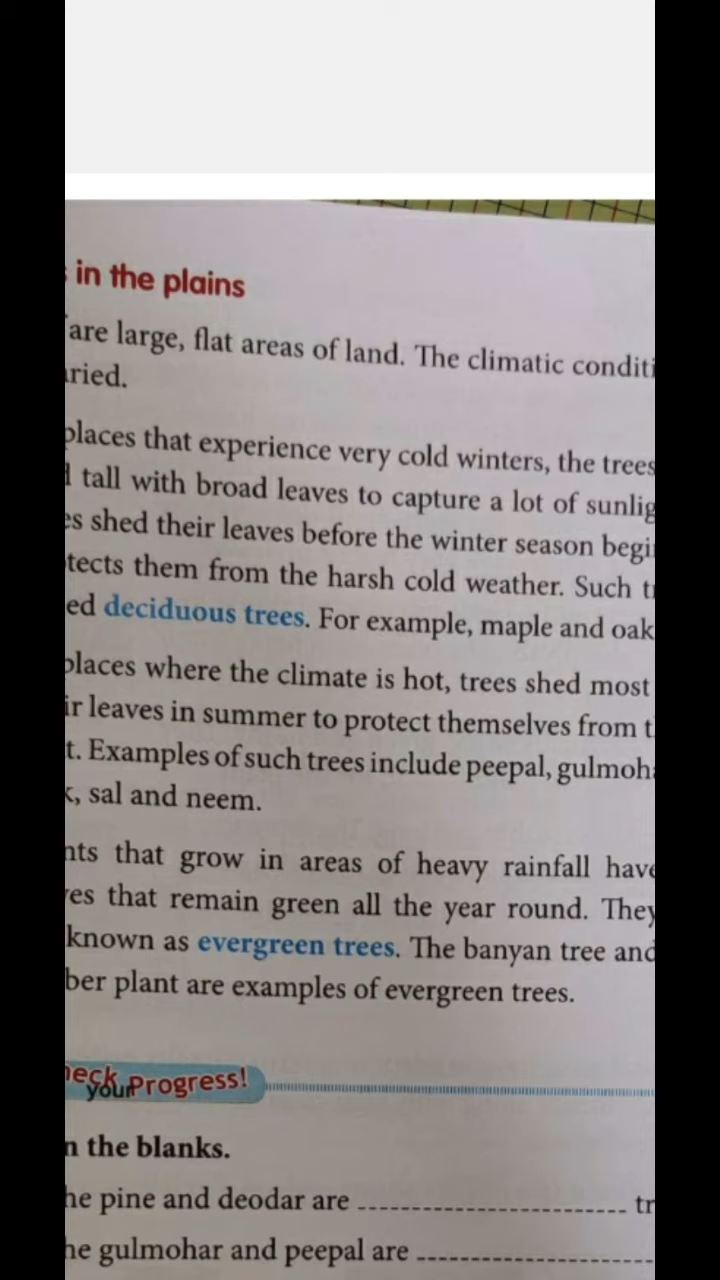 in the plains
are large, flat areas of land. The climatic conditi
ried.
places that experience very cold winters, the trees
tall with broad leaves to capture a lot of sunlig
es shed their leaves before the winter season begi
tects them from the harsh cold weather. Such t
ed deciduous trees. For example, maple and oak
places where the climate is hot, trees shed most
ir leaves in summer to protect themselves from t
t. Examples of such trees include peepal, gulmoh
, sal and neem.
nts that grow in areas of heavy rainfall have
es that remain green all the year round. They
known as evergreen trees. The banyan tree and
ber plant are examples of evergreen trees.
heck your Progress!
n the blanks.
he pine and deodar are ______ tr
he gulmohar and peepal are ______